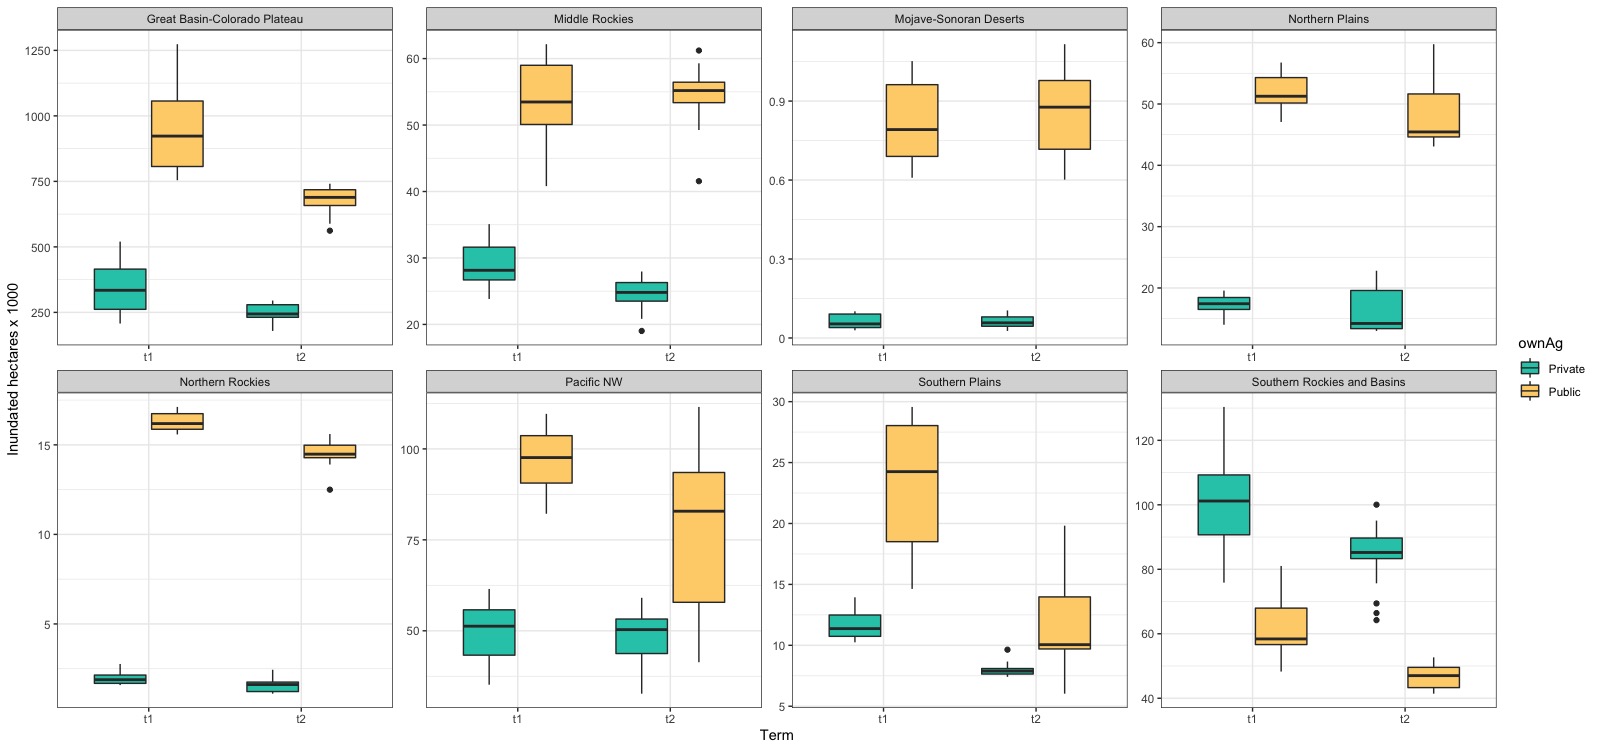 Great Basin-Colorado Plateau
Middle Rockies
Mojave-Sonoran Deserts
Northern Plains
1250
1000
750
500
250
t1
t2
60
50
40
30
20
t1
t2
0.9
0.6
0.3
0
t1
t2
60
50
40
30
20
t1
t2
Northern Rockies
Pacific NW
Southern Plains
Southern Rockies and Basins
15
10
5
t1
t2
100
75
50
t1
t2
30
25
20
15
10
5
t1
t2
120
100
80
60
40
t1
t2
Inundated hectares x 1000
Term
ownAg
Private
Public